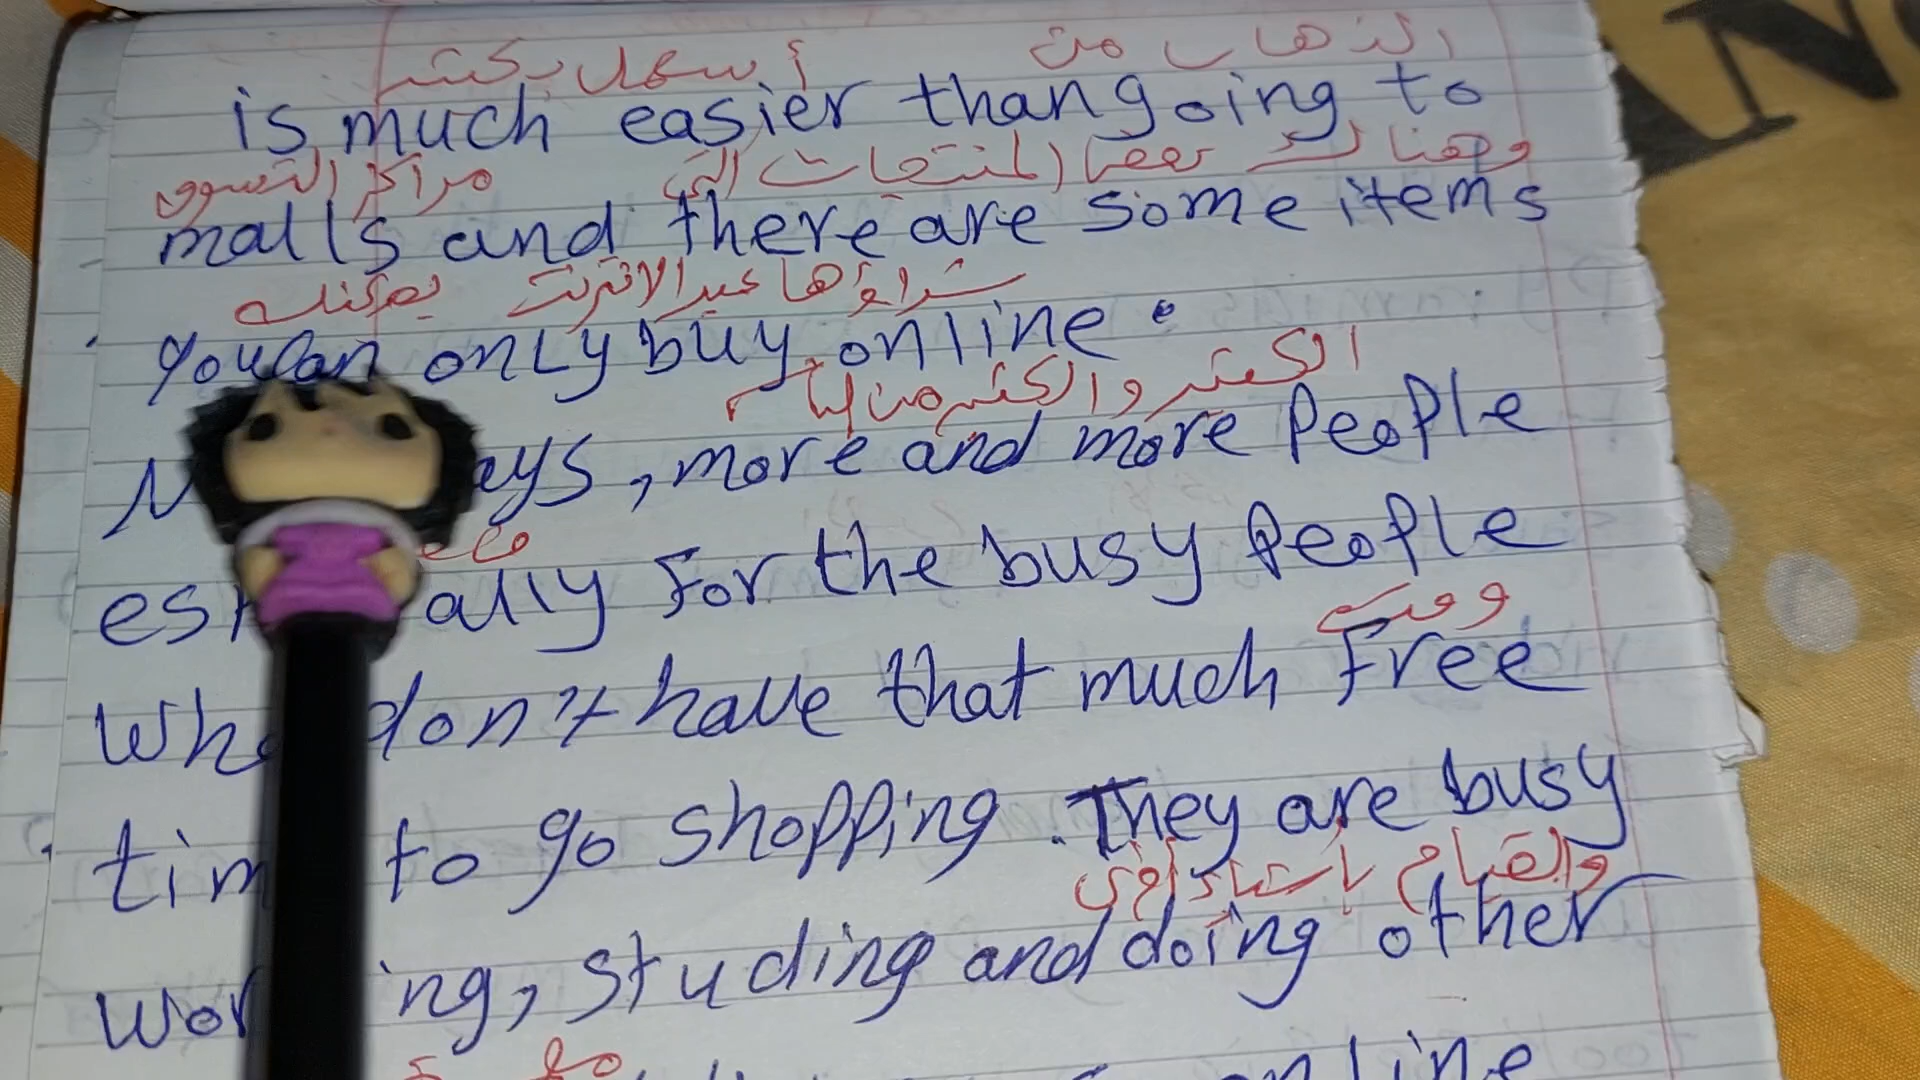 الذهاب من أسهل بكثير
is much easier than going to
وهناك بعض المنتجات التي مراكز التسوق
malls and there are some items
يمكنك شراؤها عبر الانترنت
you can only buy online.
الكثير والكثير من الناس
ays, more and more People
ally For the busy People
وقت
don't have that much Free
to go shopping. They are busy
والقيام بأشياء أخرى
ing, studing and doing other
online
ANC